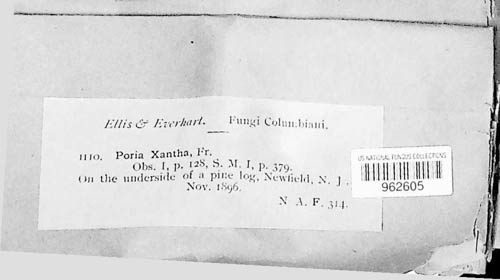 Ellis & Everhart. Fungi Columbiani.
1110. Poria Xantha, Fr.
Obs. I, p. 128, S. M. I, p. 379.
On the underside of a pine log, Newfield, N. J.,
Nov. 1896.
N A. F. 314.
US NATIONAL FUNGUS COLLECTIONS
962605